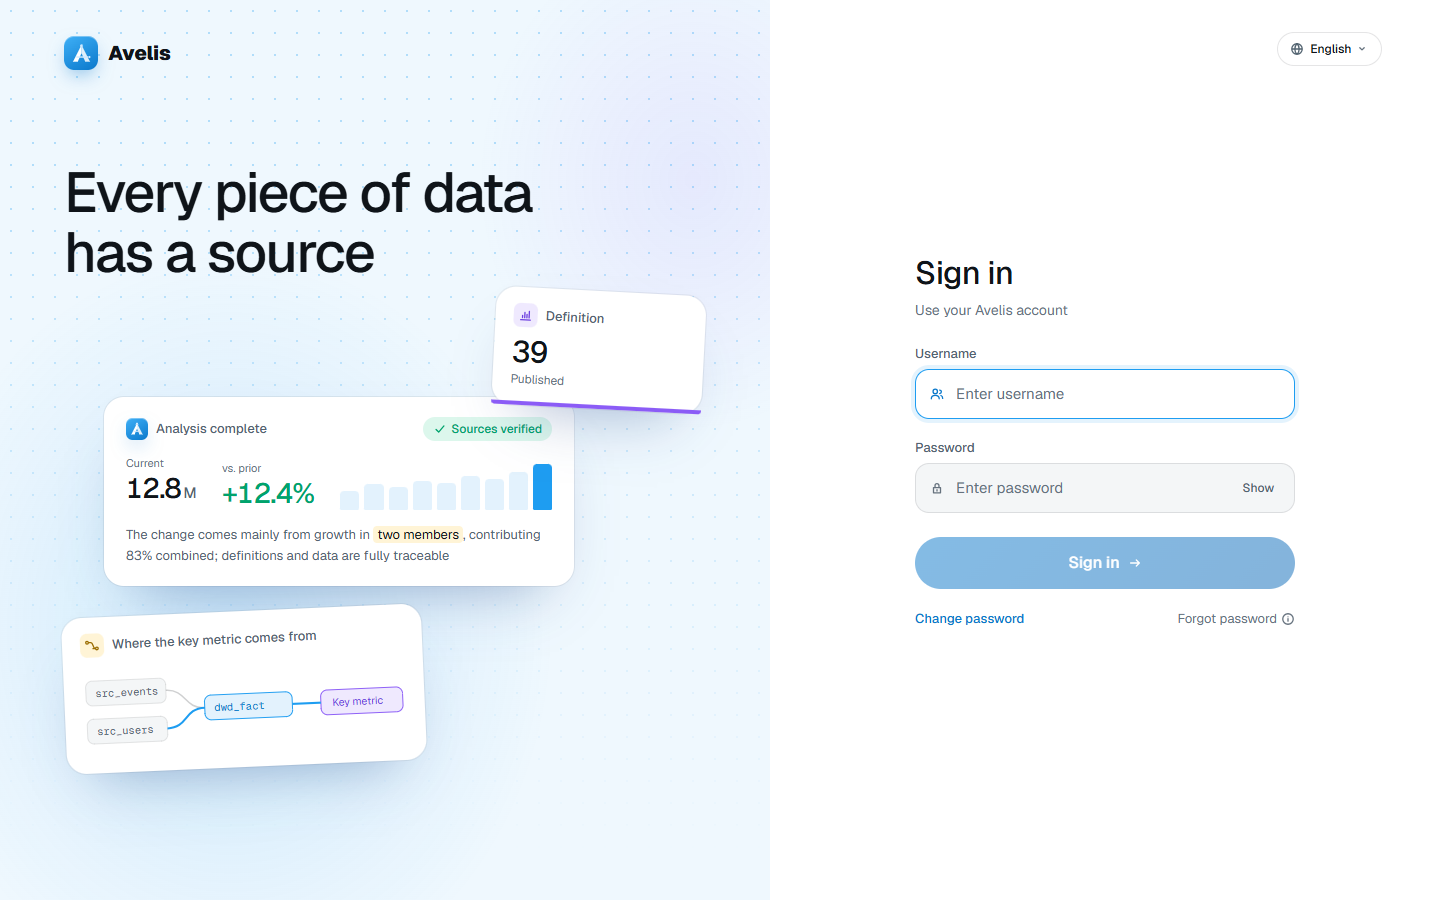 Avelis
English
Every piece of data
has a source
Definition
39
Published
Analysis complete
Sources verified
Current
12.8 M
vs. prior
+12.4%
The change comes mainly from growth in two members, contributing
83% combined; definitions and data are fully traceable
Where the key metric comes from
src_events
src_users
dwd_fact
Key metric
Sign in
Use your Avelis account
Username
Enter username
Password
Enter password
Show
Sign in →
Change password
Forgot password